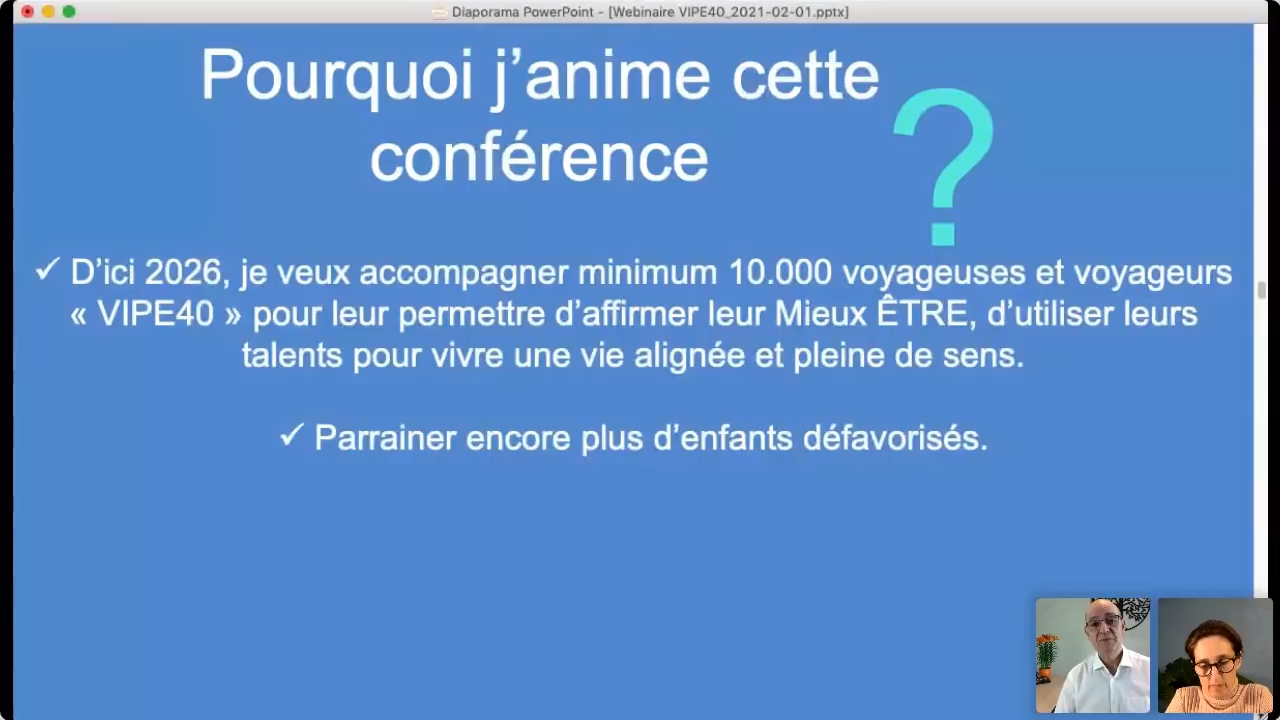 Diaporama PowerPoint - [Webinaire VIPE40_2021-02-01.pptx]
Pourquoi j’anime cette
conférence ?
✓ D’ici 2026, je veux accompagner minimum 10.000 voyageuses et voyageurs
« VIPE40 » pour leur permettre d’affirmer leur Mieux ÊTRE, d’utiliser leurs
talents pour vivre une vie alignée et pleine de sens.
✓ Parrainer encore plus d’enfants défavorisés.